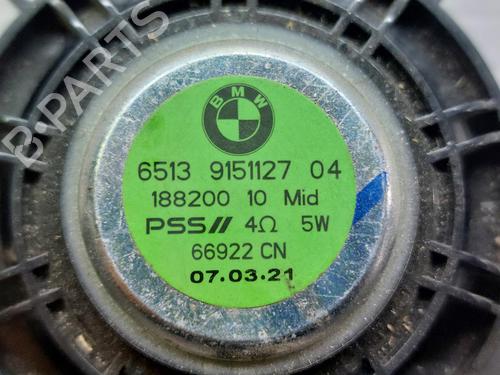 BMW
6513 9151127 04
188200 10 Mid
PSS// 4Ω 5W
66922 CN
07.03.21
B-PARTS